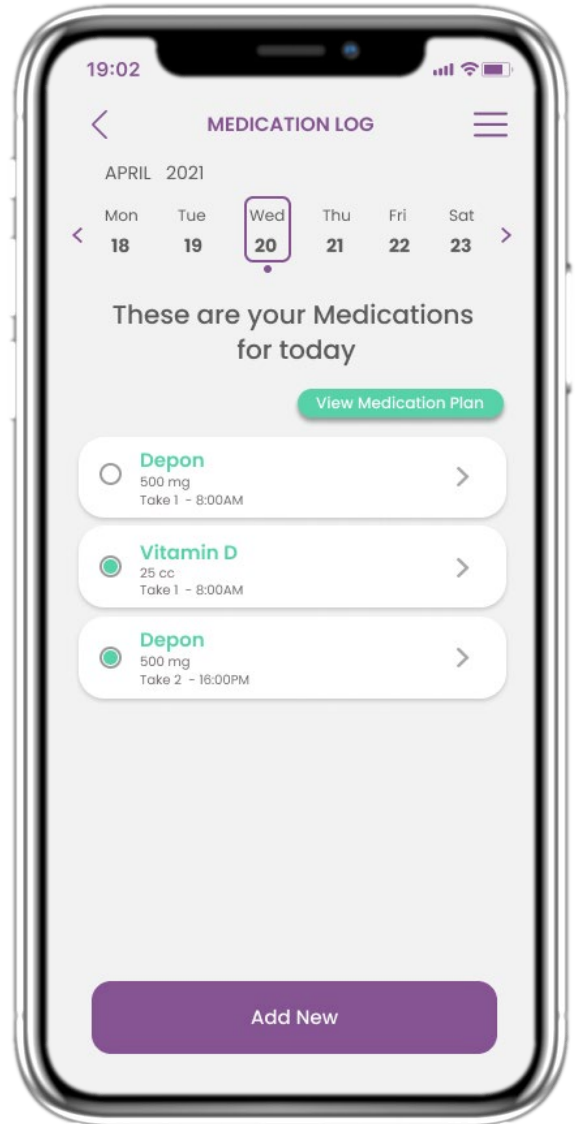 19:02
MEDICATION LOG
APRIL 2021
Mon Tue Wed Thu Fri Sat
18 19 20 21 22 23
These are your Medications
for today
View Medication Plan
Depon
500 mg
Take 1 - 8:00AM
Vitamin D
25 cc
Take 1 - 8:00AM
Depon
500 mg
Take 2 - 16:00PM
Add New